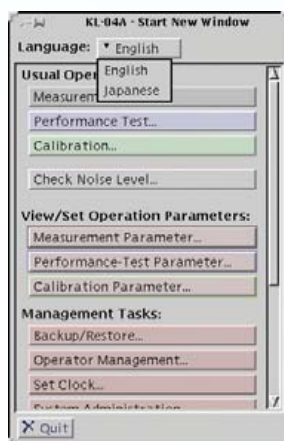 KL-04A - Start New Window
Language: English
English
Japanese
Usual Oper
Measurem
Performance Test...
Calibration...
Check Noise Level...
View/Set Operation Parameters:
Measurement Parameter...
Performance-Test Parameter...
Calibration Parameter...
Management Tasks:
Backup/Restore...
Operator Management...
Set Clock...
System Administration
Quit